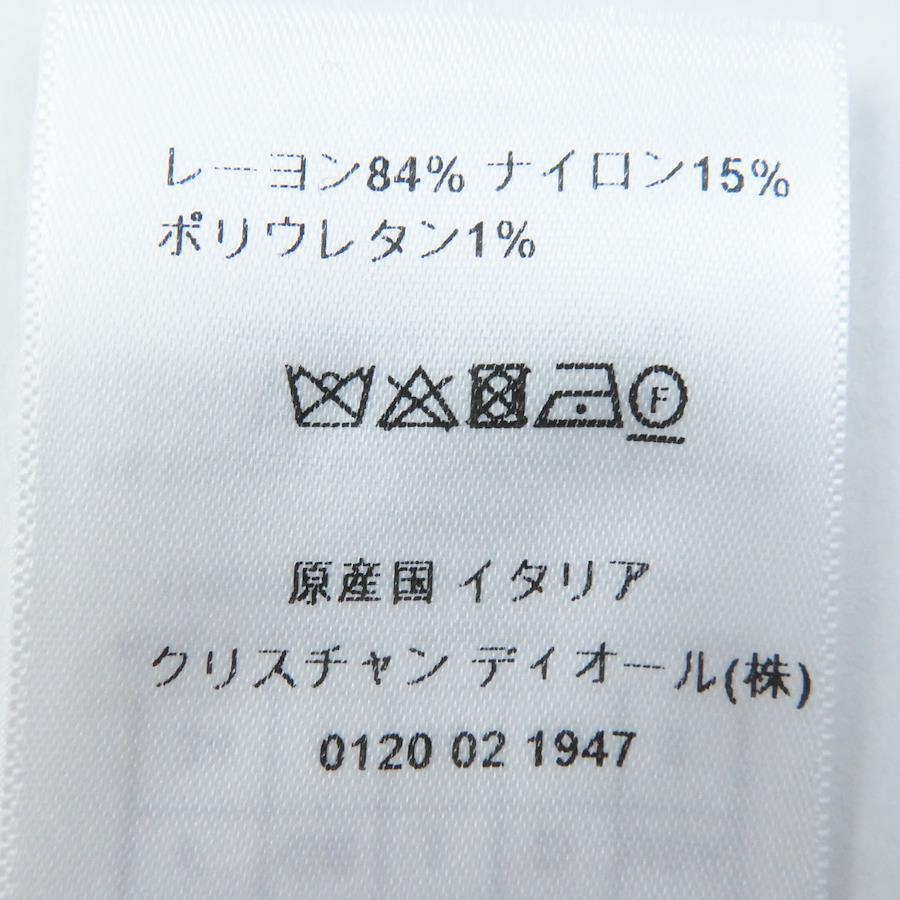 レーヨン84% ナイロン15%
ポリウレタン1%
F
原産国 イタリア
クリスチャン ディオール(株)
0120 02 1947